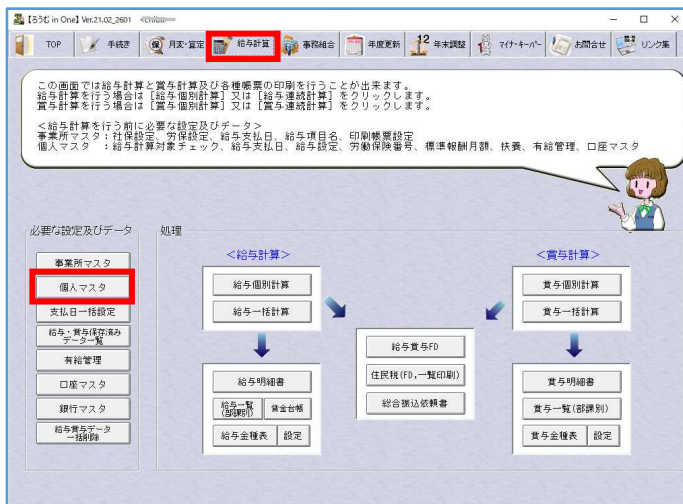 【ろうむ in One】 Ver.21.02_2601
TOP 手続き 月変・算定 給与計算 事務組合 年度更新 12 年末調整 マイナ・キーパー お問合せ リンク集
この画面では給与計算と賞与計算及び各種帳票の印刷を行うことが出来ます。
給与計算を行う場合は［給与個別計算］又は［給与連続計算］をクリックします。
賞与計算を行う場合は［賞与個別計算］又は［賞与連続計算］をクリックします。
＜給与計算を行う前に必要な設定及びデータ＞
事業所マスタ：社保設定、労保設定、給与支払日、給与項目名、印刷帳票設定
個人マスタ ：給与計算対象チェック、給与支払日、給与設定、労働保険番号、標準報酬月額、扶養、有給管理、口座マスタ
必要な設定及びデータ
事業所マスタ
個人マスタ
支払日一括設定
給与・賞与保存済み
データ一覧
有給管理
口座マスタ
銀行マスタ
給与賞与データ
一括削除
処理
＜給与計算＞
給与個別計算
給与一括計算
給与明細書
給与一覧
(部課別)
賃金台帳
給与金種表 設定
給与賞与FD
住民税(FD,一覧印刷)
総合振込依頼書
＜賞与計算＞
賞与個別計算
賞与一括計算
賞与明細書
賞与一覧(部課別)
賞与金種表 設定